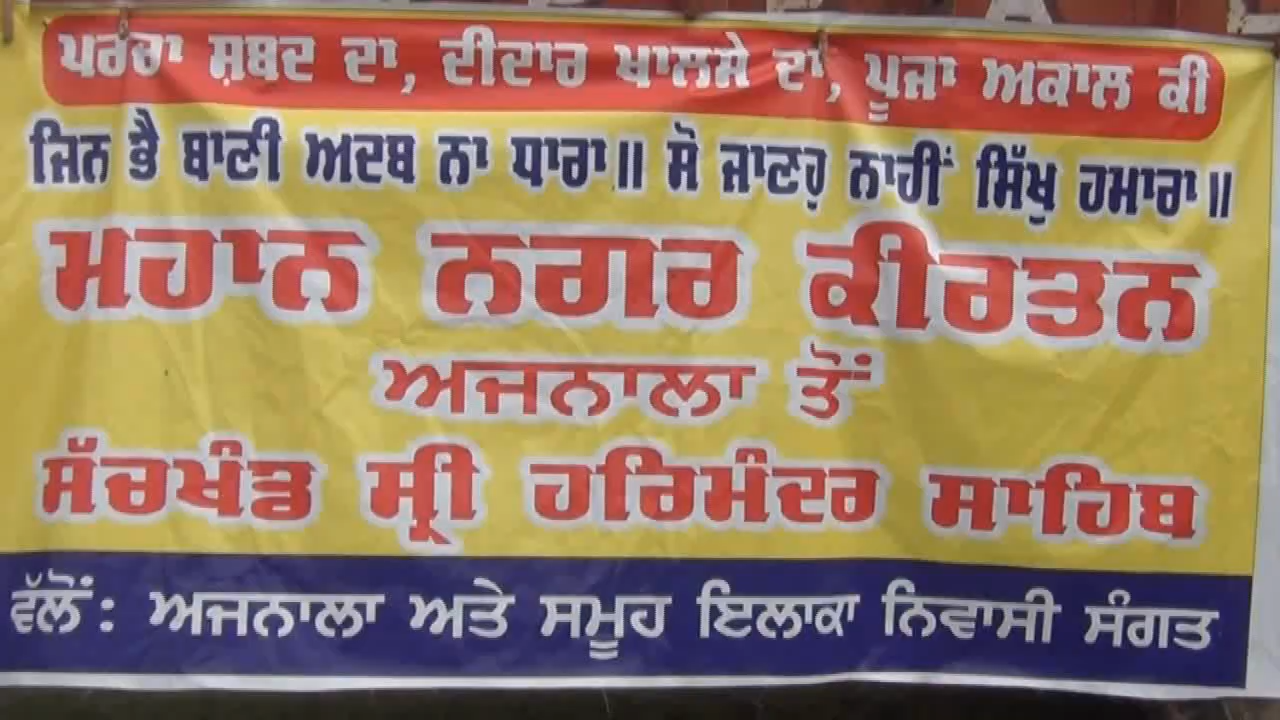 ਪਰਚਾ ਸ਼ਬਦ ਦਾ, ਦੀਦਾਰ ਖਾਲਸੇ ਦਾ, ਪੂਜਾ ਅਕਾਲ ਕੀ
ਜਿਨ ਭੈ ਬਾਣੀ ਅਦਬ ਨਾ ਧਾਰਾ॥ ਸੋ ਜਾਣਹੁ ਨਾਹੀਂ ਸਿੱਖੁ ਹਮਾਰਾ॥
ਮਹਾਨ ਨਗਰ ਕੀਰਤਨ
ਅਜਨਾਲਾ ਤੋਂ
ਸੱਚਖੰਡ ਸ੍ਰੀ ਹਰਿਮੰਦਰ ਸਾਹਿਬ
ਵੱਲੋਂ: ਅਜਨਾਲਾ ਅਤੇ ਸਮੂਹ ਇਲਾਕਾ ਨਿਵਾਸੀ ਸੰਗਤ